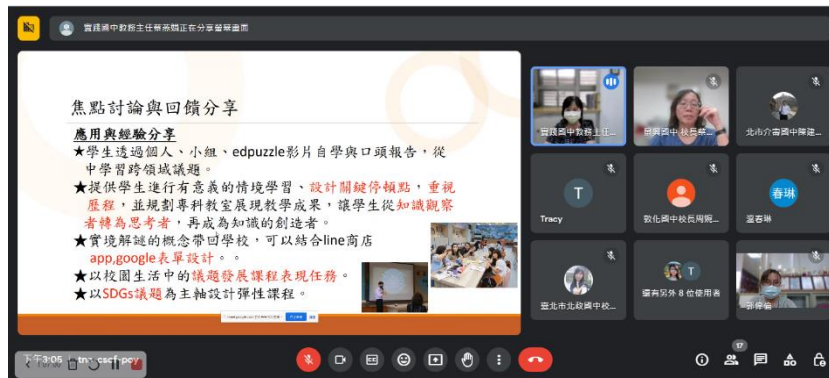 實踐國中教務主任蔡燕娟正在分享螢幕畫面
焦點討論與回饋分享
應用與經驗分享
★學生透過個人、小組、edpuzzle影片自學與口頭報告,從
中學習跨領域議題。
★提供學生進行有意義的情境學習、設計關鍵停頓點,重視
歷程,並規劃專科教室展現教學成果,讓學生從知識觀察
者轉為思考者,再成為知識的創造者。
★實境解謎的概念帶回學校,可以結合line商店
app,google表單設計。。
★以校園生活中的議題發展課程表現任務。
★以SDGs議題為主軸設計彈性課程。
實踐國中教務主任...
北市介壽國中陳建...
T
Tracy
敦化國中校長周婉...
春琳
溫春琳
臺北市北政國中校...
T
還有另外 8 位使用者
下午3:05
17